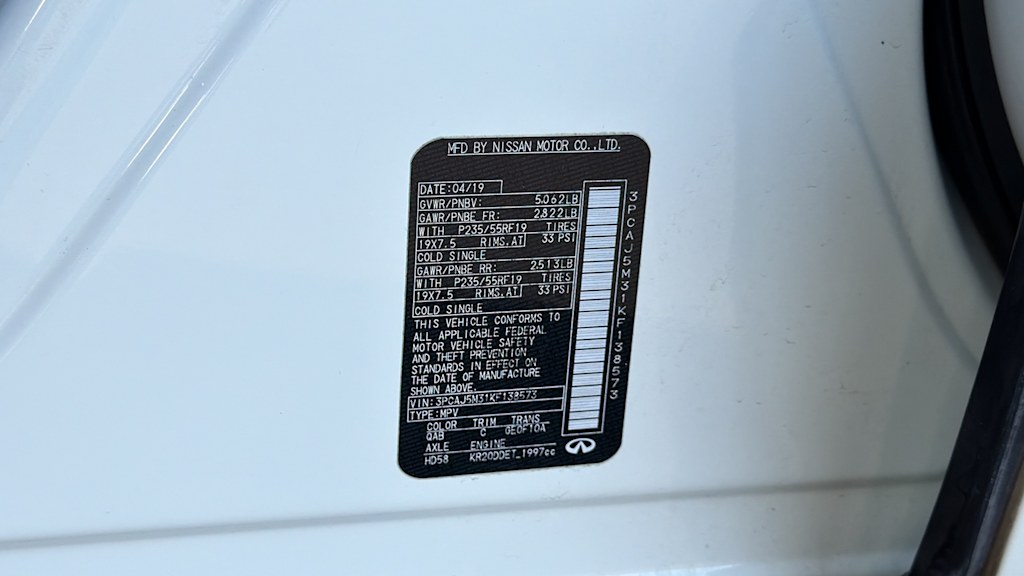 MFD BY NISSAN MOTOR CO.,LTD.
DATE:04/19
GVWR/PNBV: 5062LB
GAWR/PNBE FR: 2822LB
WITH P235/55RF19 TIRES
19X7.5 RIMS.AT 33 PSI
COLD SINGLE
GAWR/PNBE RR: 2513LB
WITH P235/55RF19 TIRES
19X7.5 RIMS.AT 33 PSI
COLD SINGLE
THIS VEHICLE CONFORMS TO
ALL APPLICABLE FEDERAL
MOTOR VEHICLE SAFETY
AND THEFT PREVENTION
STANDARDS IN EFFECT ON
THE DATE OF MANUFACTURE
SHOWN ABOVE.
VIN:3PCAJ5M31KF138573
TYPE:MPV
COLOR TRIM TRANS
QAB C GEOF10A
AXLE ENGINE
HD58 KR20DDET_1997cc
3PCAJ5M31KF138573